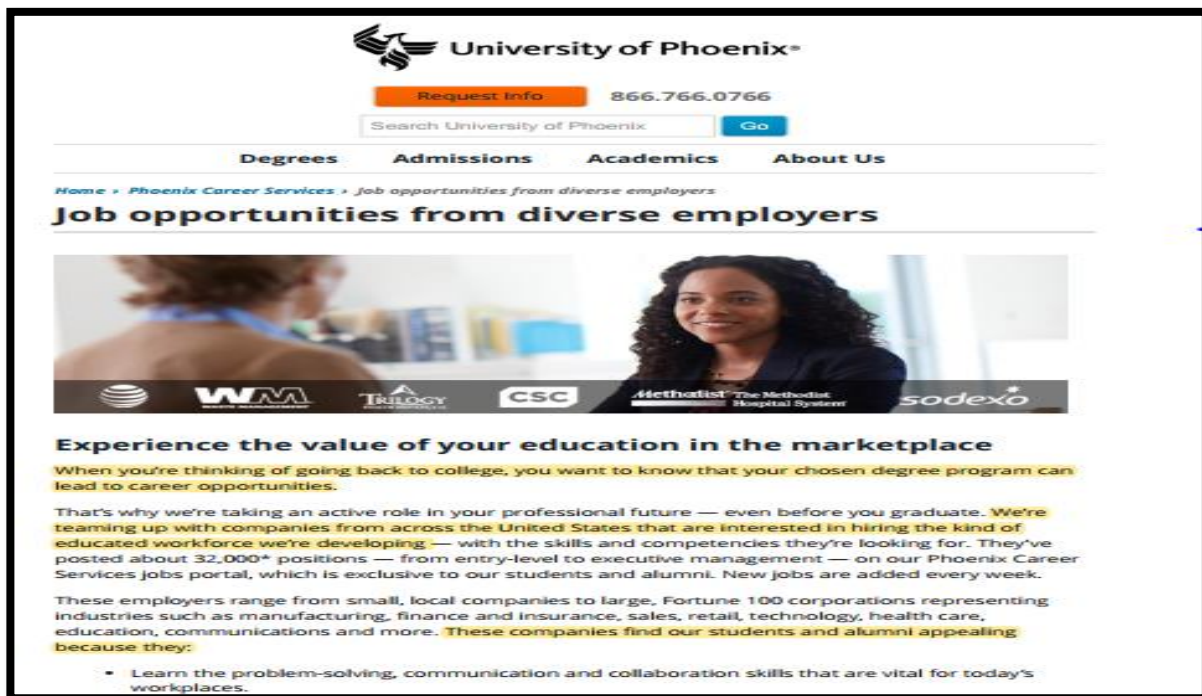 University of Phoenix®
Request Info 866.766.0766
Search University of Phoenix Go
Degrees Admissions Academics About Us
Home › Phoenix Career Services › Job opportunities from diverse employers
Job opportunities from diverse employers
WM TRILOGY CSC Methodist The Methodist sodexo
WASTE MANAGEMENT Hospital System
Experience the value of your education in the marketplace
When you're thinking of going back to college, you want to know that your chosen degree program can
lead to career opportunities.
That's why we're taking an active role in your professional future — even before you graduate. We're
teaming up with companies from across the United States that are interested in hiring the kind of
educated workforce we're developing — with the skills and competencies they're looking for. They've
posted about 32,000* positions — from entry-level to executive management — on our Phoenix Career
Services jobs portal, which is exclusive to our students and alumni. New jobs are added every week.
These employers range from small, local companies to large, Fortune 100 corporations representing
industries such as manufacturing, finance and insurance, sales, retail, technology, health care,
education, communications and more. These companies find our students and alumni appealing
because they:
• Learn the problem-solving, communication and collaboration skills that are vital for today's
workplaces.